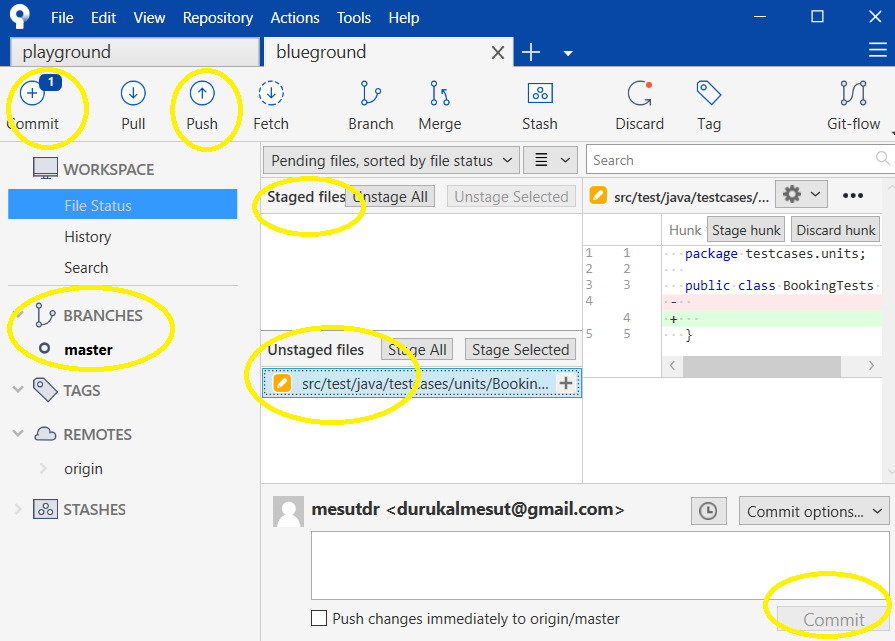 File Edit View Repository Actions Tools Help
playground blueground
1
Commit Pull Push Fetch Branch Merge Stash Discard Tag Git-flow
WORKSPACE
File Status
History
Search
BRANCHES
master
TAGS
REMOTES
origin
STASHES
Pending files, sorted by file status
Search
Staged files Unstage All Unstage Selected
Unstaged files Stage All Stage Selected
src/test/java/testcases/units/Bookin...
src/test/java/testcases/...
Hunk Stage hunk Discard hunk
1 1 package testcases.units;
2 2
3 3 public class BookingTests
4 -
4 +
5 5 }
mesutdr <durukalmesut@gmail.com>
Commit options...
Push changes immediately to origin/master
Commit